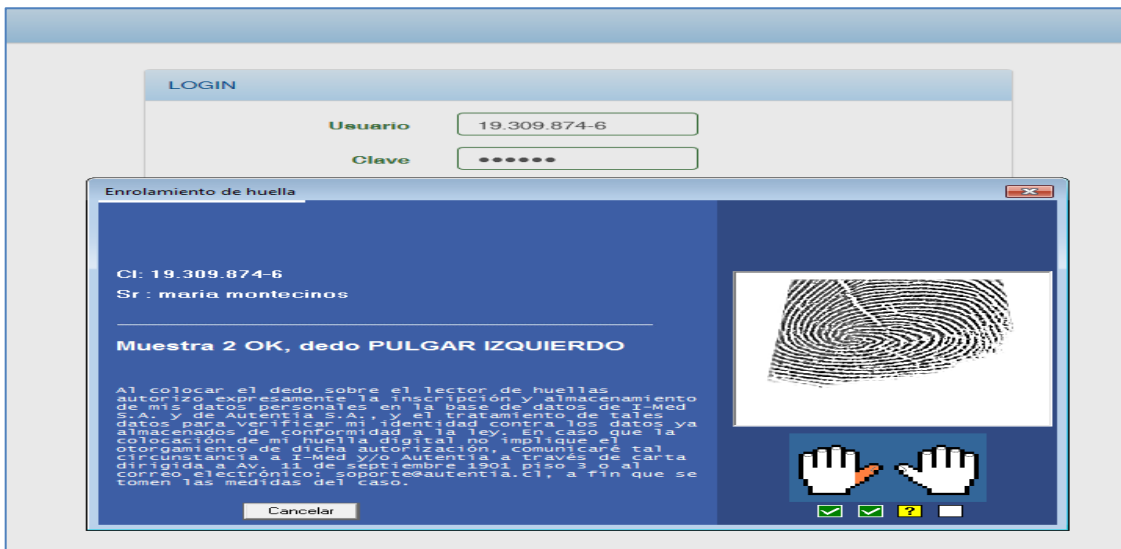 LOGIN
Usuario 19.309.874-6
Clave ●●●●●●
Enrolamiento de huella
CI: 19.309.874-6
Sr : maria montecinos
Muestra 2 OK, dedo PULGAR IZQUIERDO
Al colocar el dedo sobre el lector de huellas
autorizo expresamente la inscripción y almacenamiento
de mis datos personales en la base de datos de I-Med
S.A. y de Autentia S.A., y el tratamiento de tales
datos para verificar mi identidad contra los datos ya
almacenados de conformidad a la ley. En caso que la
colocación de mi huella digital no implique el
otorgamiento de dicha autorización, comunicaré tal
circunstancia a I-Med y/o Autentia a través de carta
dirigida a Av. 11 de septiembre 1901 piso 3 o al
correo electrónico: soporte@autentia.cl, a fin que se
tomen las medidas del caso.
Cancelar
?